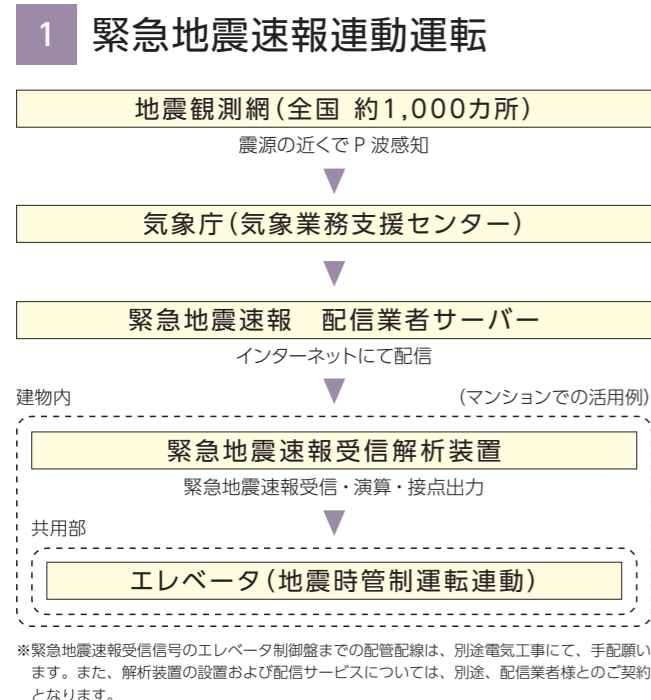 1 緊急地震速報連動運転
地震観測網(全国 約1,000カ所)
震源の近くでP波感知
気象庁(気象業務支援センター)
緊急地震速報 配信業者サーバー
インターネットにて配信
建物内 (マンションでの活用例)
緊急地震速報受信解析装置
緊急地震速報受信・演算・接点出力
共用部
エレベータ(地震時管制運転連動)
※緊急地震速報受信信号のエレベータ制御盤までの配管配線は、別途電気工事にて、手配願い
ます。また、解析装置の設置および配信サービスについては、別途、配信業者様とのご契約
となります。